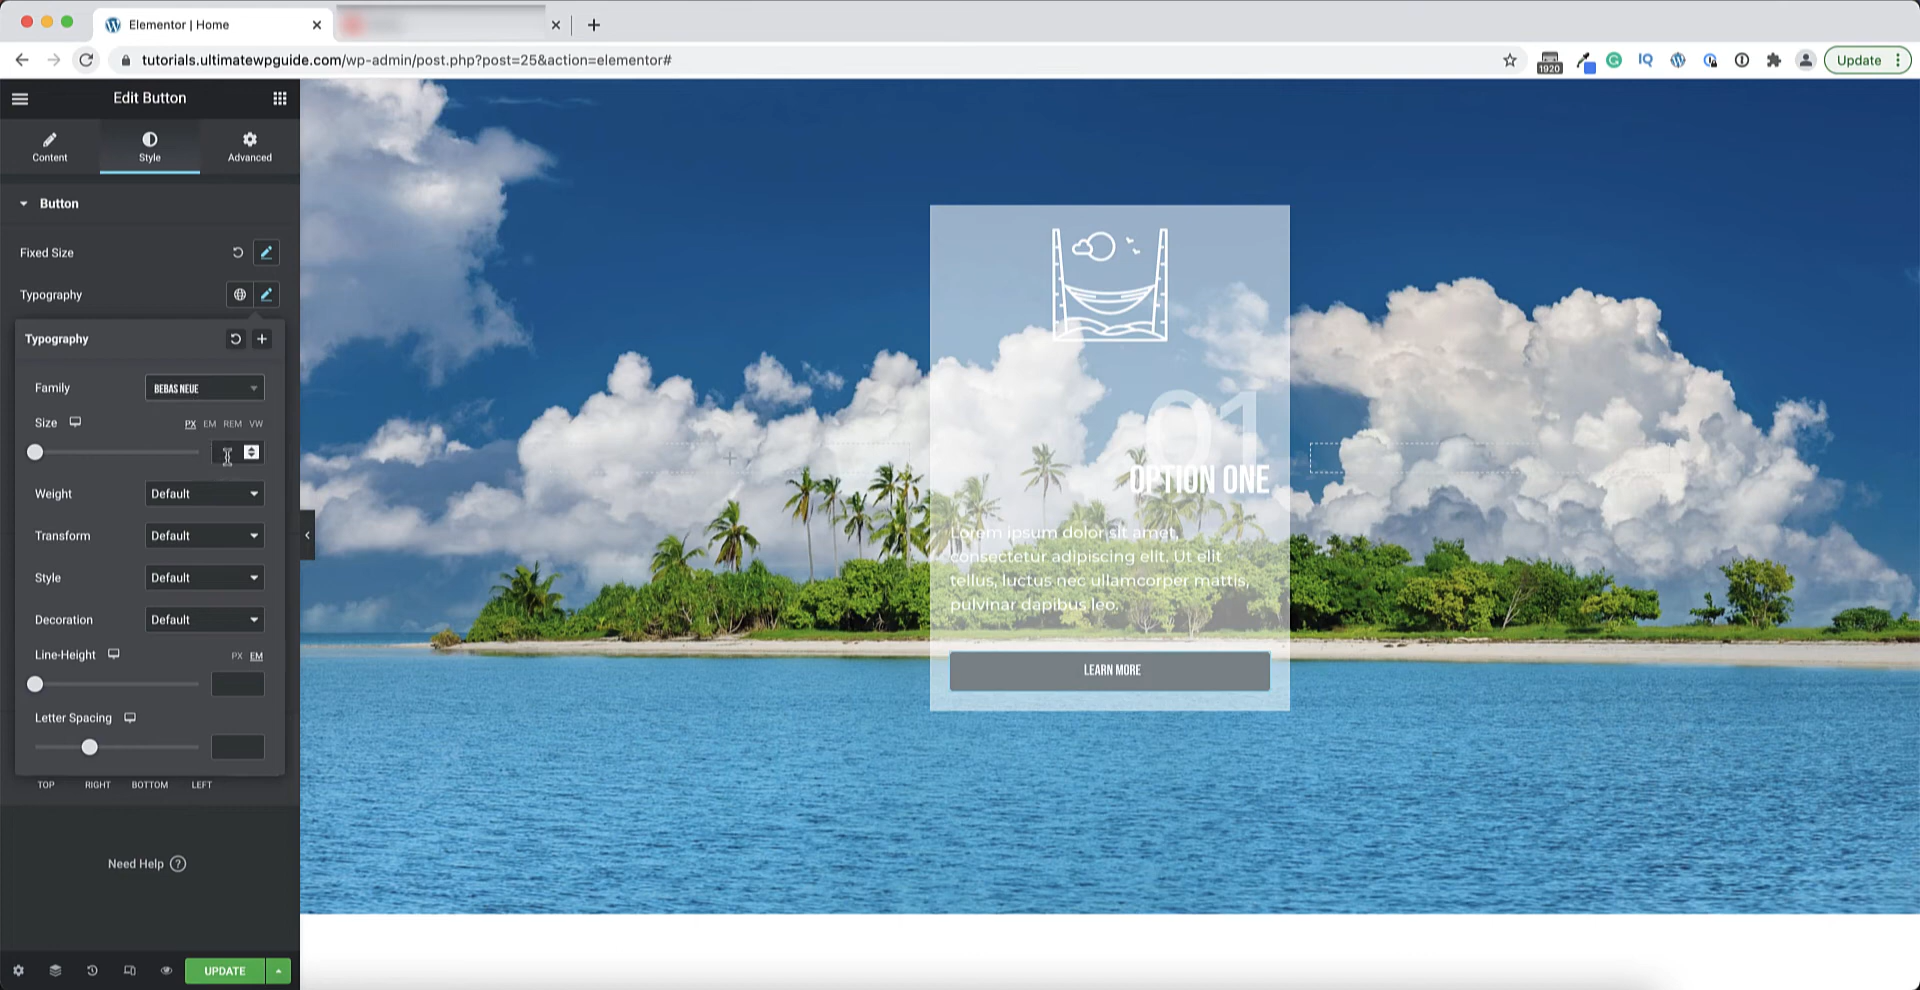 Elementor | Home
tutorials.ultimatewpguide.com/wp-admin/post.php?post=25&action=elementor#
1920
IQ
Update
Edit Button
Content
Style
Advanced
Button
Fixed Size
Typography
Typography
Family
BEBAS NEUE
Size
PX EM REM VW
Weight
Default
Transform
Default
Style
Default
Decoration
Default
Line-Height
PX EM
Letter Spacing
TOP RIGHT BOTTOM LEFT
Need Help ?
UPDATE
01
OPTION ONE
Lorem ipsum dolor sit amet,
consectetur adipiscing elit. Ut elit
tellus, luctus nec ullamcorper mattis,
pulvinar dapibus leo.
LEARN MORE